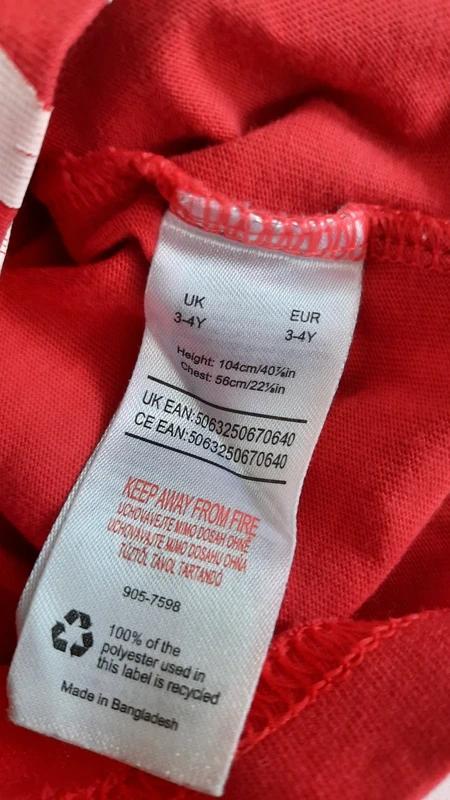 UK EUR
3-4Y 3-4Y
Height: 104cm/40⅞in
Chest: 56cm/22⅛in
UK EAN:5063250670640
CE EAN:5063250670640
KEEP AWAY FROM FIRE
UCHOVÁVEJTE MIMO DOSAH OHNĚ
UCHOVÁVAJTE MIMO DOSAHU OHŇA
TŰZTŐL TÁVOL TARTANDÓ
905-7598
100% of the
polyester used in
this label is recycled
Made in Bangladesh